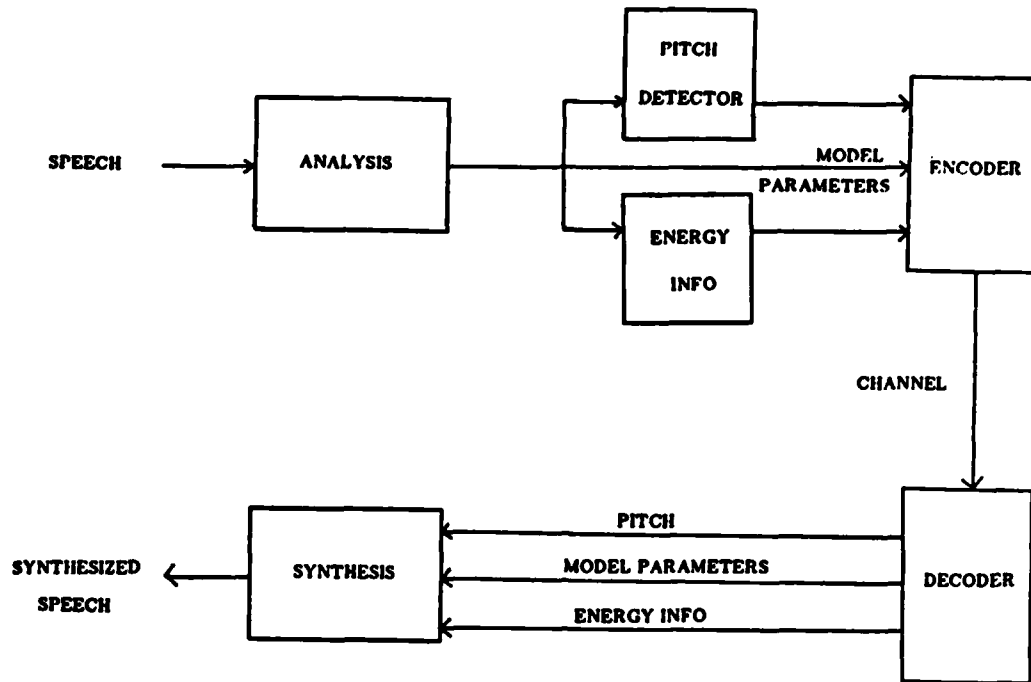 PITCH
DETECTOR
SPEECH
ANALYSIS
MODEL
PARAMETERS
ENCODER
ENERGY
INFO
CHANNEL
PITCH
MODEL PARAMETERS
ENERGY INFO
DECODER
SYNTHESIS
SYNTHESIZED
SPEECH